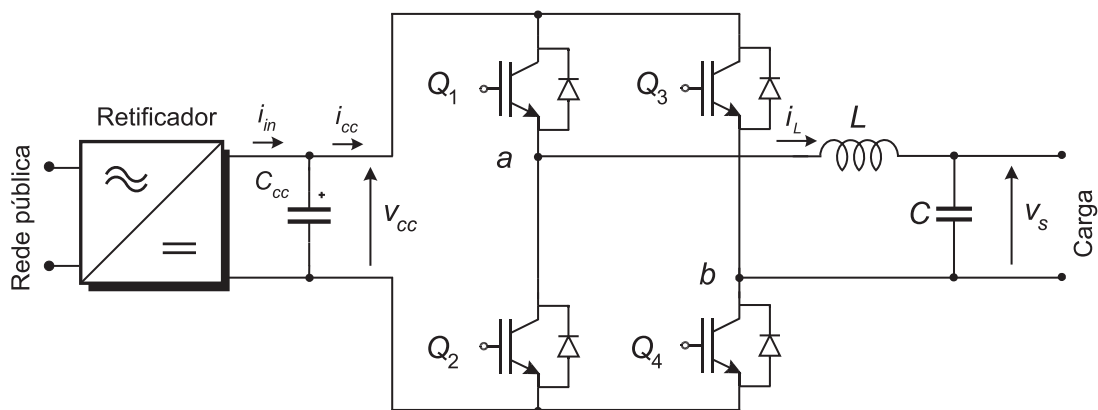 Rede pública
Retificador
i_in
i_cc
C_cc
+
v_cc
Q_1
Q_2
Q_3
Q_4
a
b
i_L
L
C
v_s
Carga